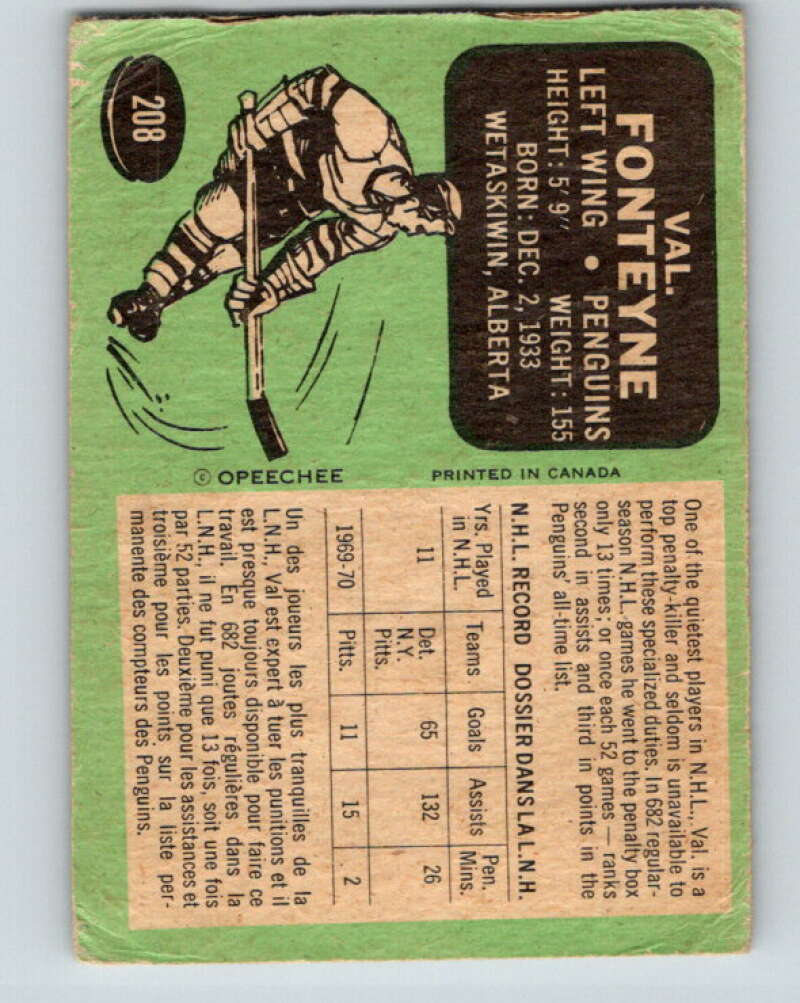 208
VAL.
FONTEYNE
LEFT WING • PENGUINS
HEIGHT: 5'9" WEIGHT: 155
BORN: DEC. 2, 1933
WETASKIWIN, ALBERTA
© OPEECHEE PRINTED IN CANADA
One of the quietest players in N.H.L., Val. is a
top penalty-killer and seldom is unavailable to
perform these specialized duties. In 682 regular-
season N.H.L. games he went to the penalty box
only 13 times; or once each 52 games — ranks
second in assists and third in points in the
Penguins' all-time list.
N.H.L. RECORD DOSSIER DANS LA L.N.H.
Yrs. Played in N.H.L. Teams Goals Assists Pen. Mins.
11 Det. N.Y. Pitts. 65 132 26
1969-70 Pitts. 11 15 2
Un des joueurs les plus tranquilles de la
L.N.H., Val est expert à tuer les punitions et il
est presque toujours disponible pour faire ce
travail. En 682 joutes régulières dans la
L.N.H., il ne fut puni que 13 fois, soit une fois
par 52 parties. Deuxième pour les assistances et
troisième pour les points sur la liste per-
manente des compteurs des Penguins.